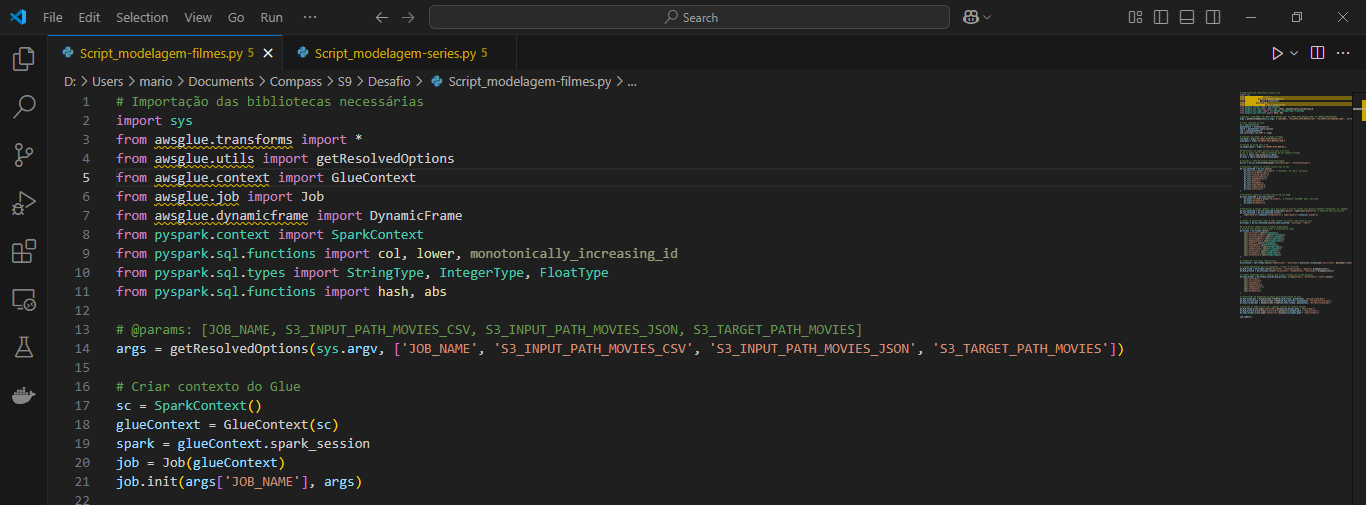 File Edit Selection View Go Run ··· Search
Script_modelagem-filmes.py 5 Script_modelagem-series.py 5
D: > Users > mario > Documents > Compass > S9 > Desafio > Script_modelagem-filmes.py > ...
1 # Importação das bibliotecas necessárias
2 import sys
3 from awsglue.transforms import *
4 from awsglue.utils import getResolvedOptions
5 from awsglue.context import GlueContext
6 from awsglue.job import Job
7 from awsglue.dynamicframe import DynamicFrame
8 from pyspark.context import SparkContext
9 from pyspark.sql.functions import col, lower, monotonically_increasing_id
10 from pyspark.sql.types import StringType, IntegerType, FloatType
11 from pyspark.sql.functions import hash, abs
12
13 # @params: [JOB_NAME, S3_INPUT_PATH_MOVIES_CSV, S3_INPUT_PATH_MOVIES_JSON, S3_TARGET_PATH_MOVIES]
14 args = getResolvedOptions(sys.argv, ['JOB_NAME', 'S3_INPUT_PATH_MOVIES_CSV', 'S3_INPUT_PATH_MOVIES_JSON', 'S3_TARGET_PATH_MOVIES'])
15
16 # Criar contexto do Glue
17 sc = SparkContext()
18 glueContext = GlueContext(sc)
19 spark = glueContext.spark_session
20 job = Job(glueContext)
21 job.init(args['JOB_NAME'], args)
22